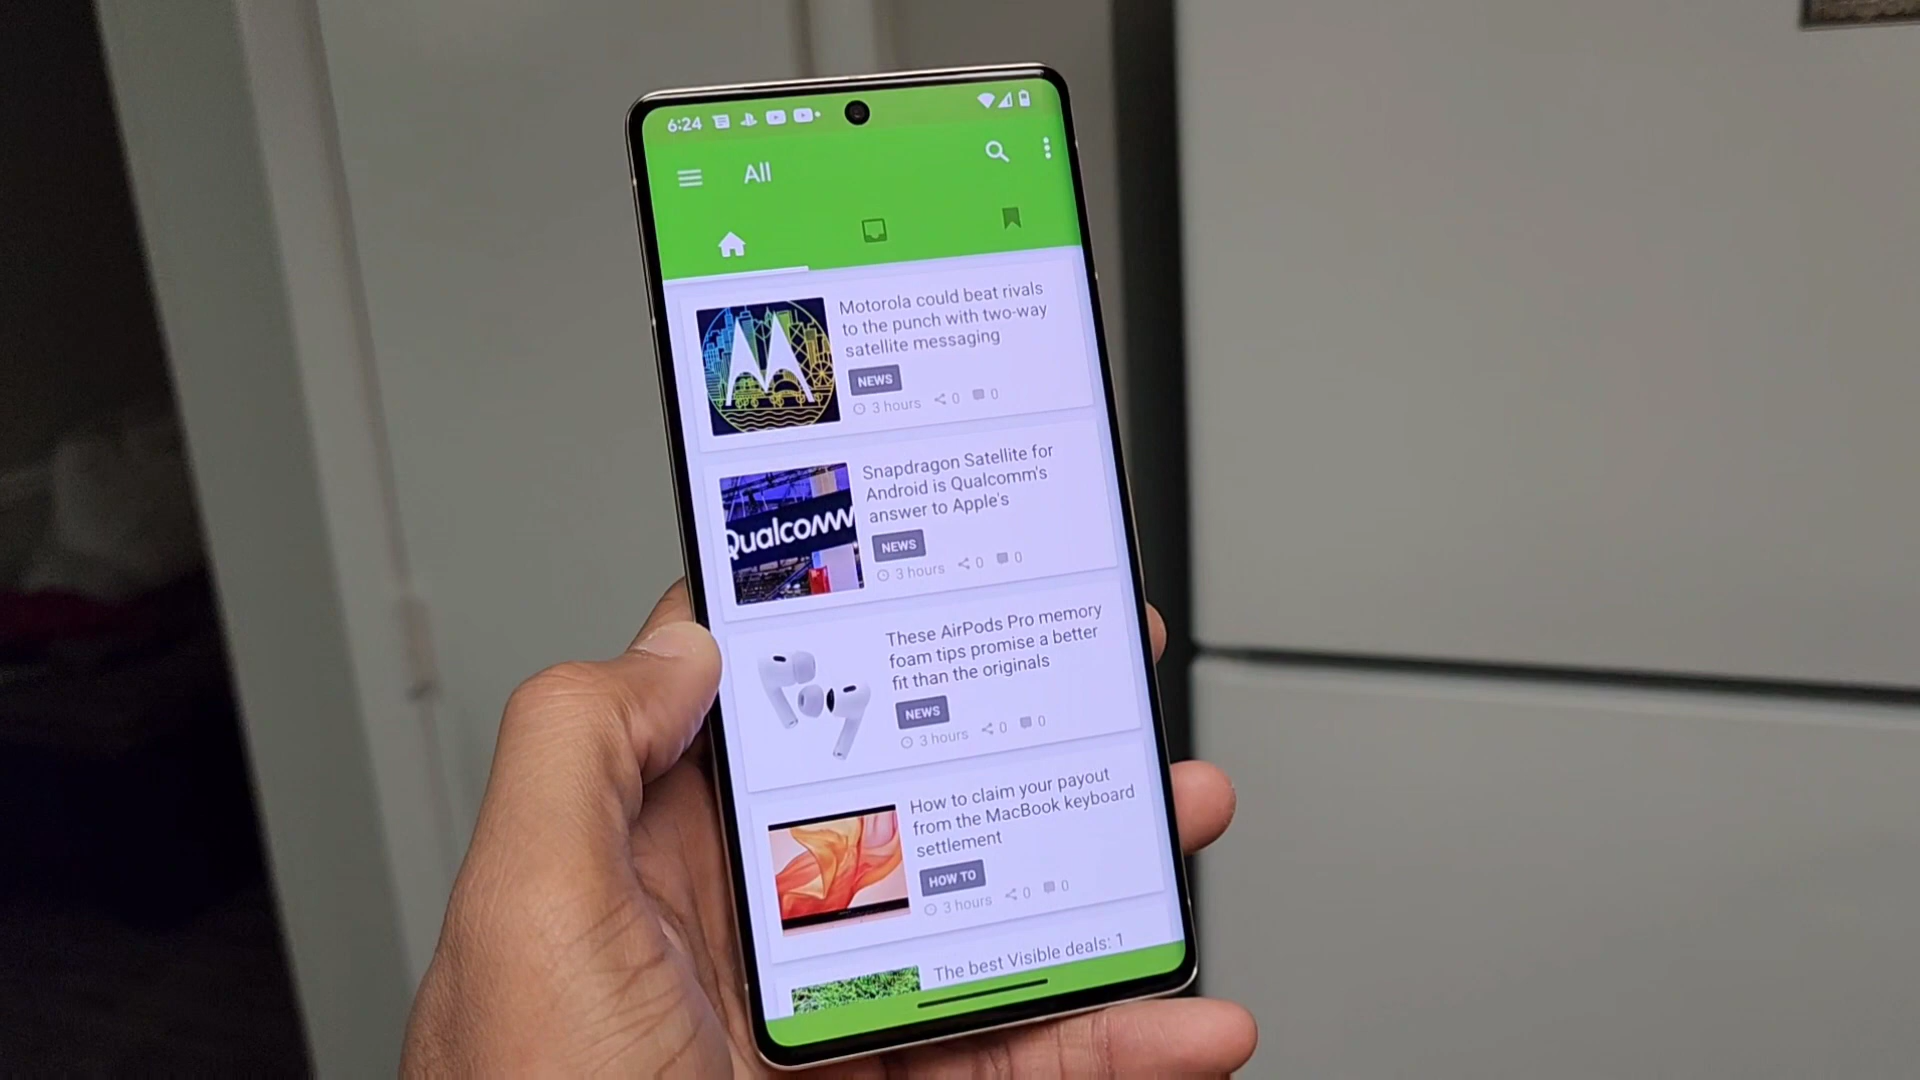 6:24
All
Motorola could beat rivals
to the punch with two-way
satellite messaging
NEWS
3 hours 0 0
Snapdragon Satellite for
Android is Qualcomm's
answer to Apple's
Qualcomm
NEWS
3 hours 0 0
These AirPods Pro memory
foam tips promise a better
fit than the originals
NEWS
3 hours 0 0
How to claim your payout
from the MacBook keyboard
settlement
HOW TO
3 hours 0 0
The best Visible deals: 1